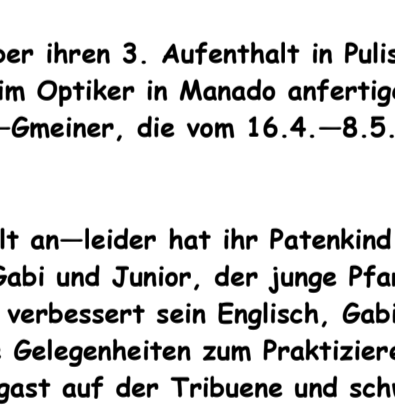 ber ihren 3. Aufenthalt in Pulis
im Optiker in Manado anfertige
—Gmeiner, die vom 16.4.—8.5.
lt an—leider hat ihr Patenkind
Gabi und Junior, der junge Pfar
verbessert sein Englisch, Gabi
Gelegenheiten zum Praktiziere
gast auf der Tribuene und schw